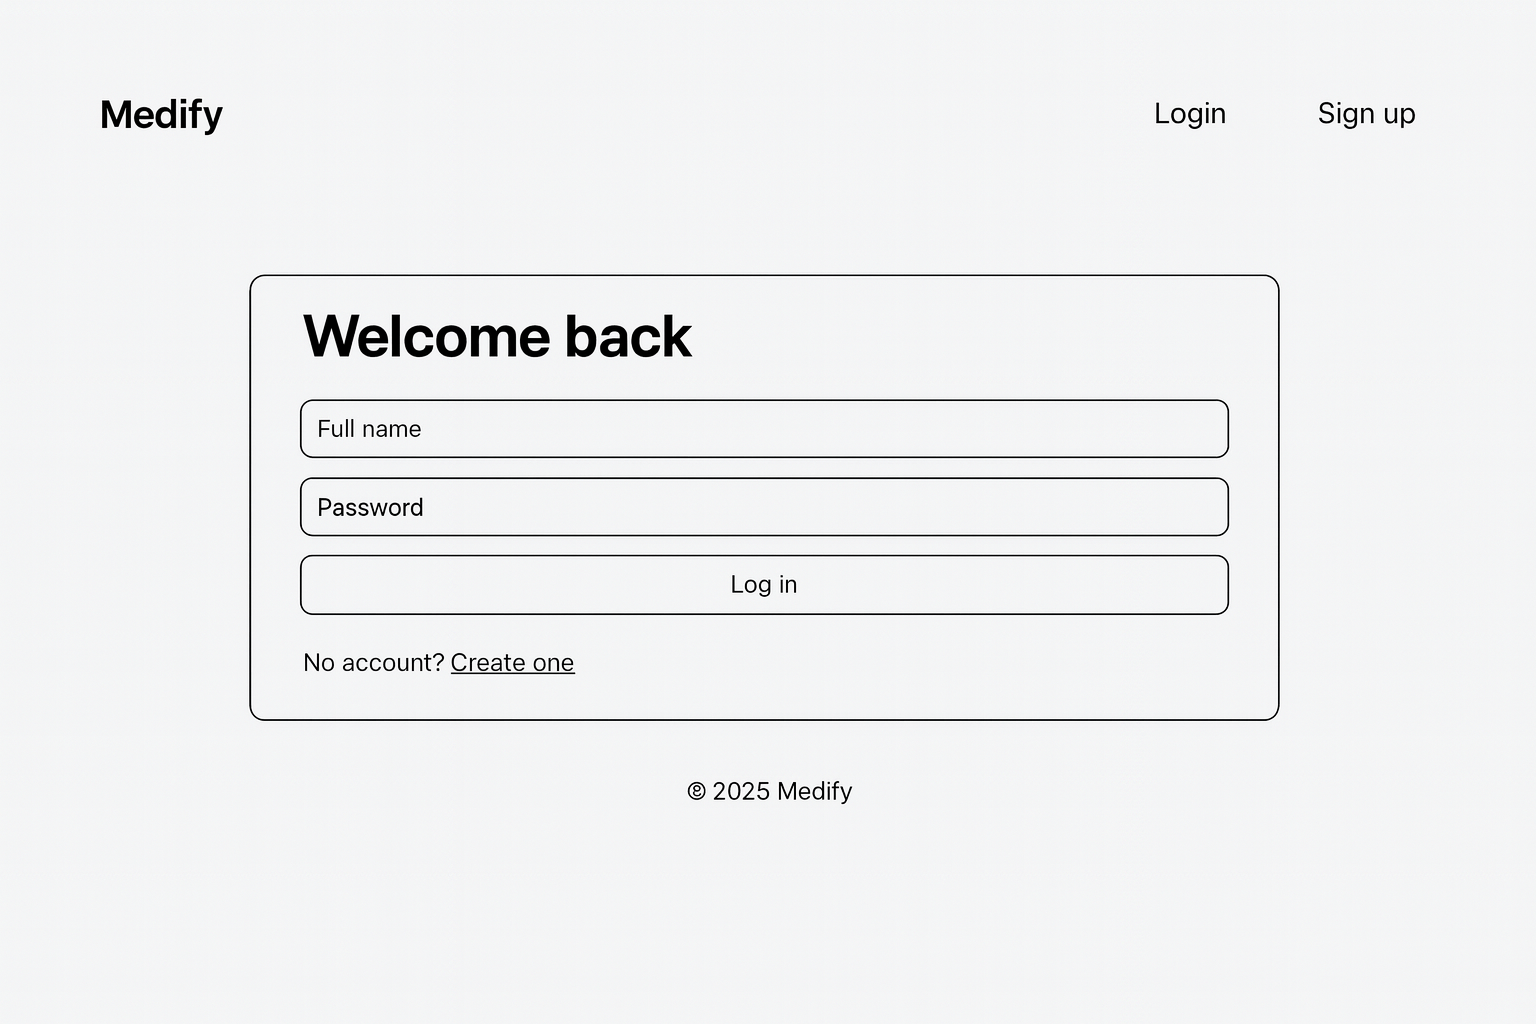 Medify
Login
Sign up
Welcome back
Full name
Password
Log in
No account? Create one
© 2025 Medify